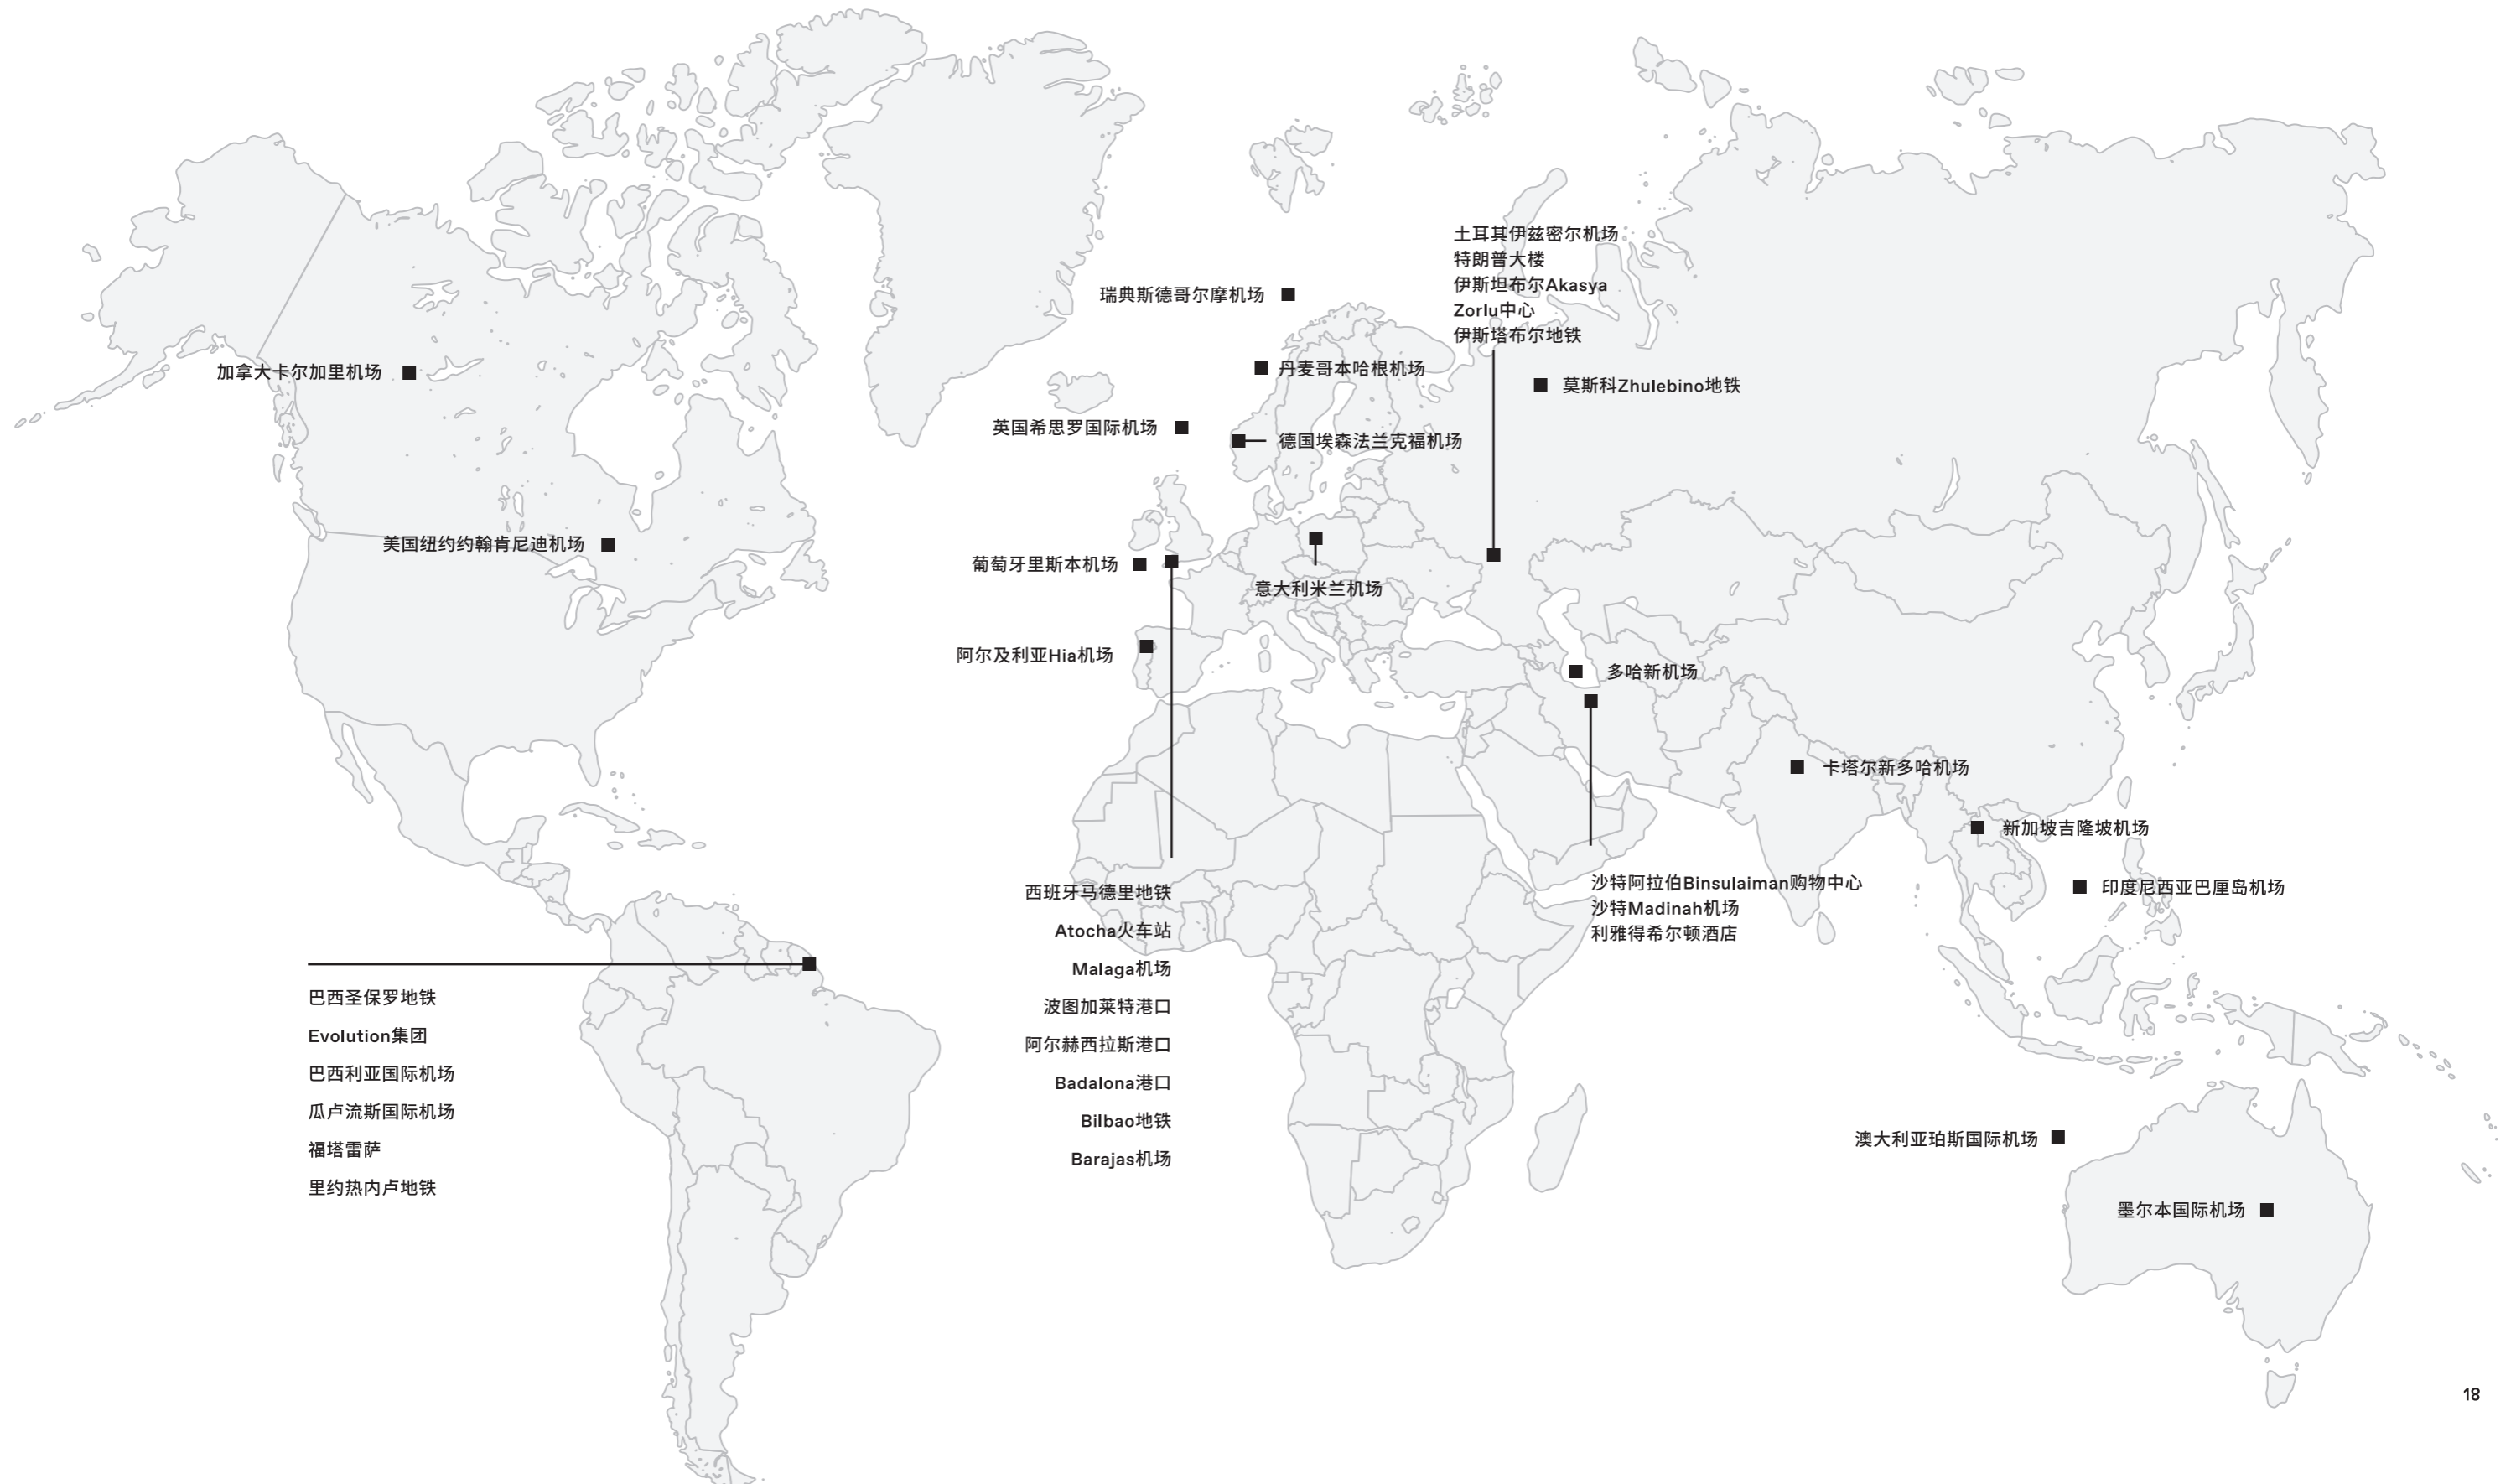 土耳其伊兹密尔机场
特朗普大楼
伊斯坦布尔Akasya
Zorlu中心
伊斯塔布尔地铁
瑞典斯德哥尔摩机场
加拿大卡尔加里机场
丹麦哥本哈根机场
莫斯科Zhulebino地铁
英国希思罗国际机场
德国埃森法兰克福机场
美国纽约约翰肯尼迪机场
葡萄牙里斯本机场
意大利米兰机场
阿尔及利亚Hia机场
多哈新机场
卡塔尔新多哈机场
新加坡吉隆坡机场
印度尼西亚巴厘岛机场
西班牙马德里地铁
Atocha火车站
Malaga机场
波图加莱特港口
阿尔赫西拉斯港口
Badalona港口
Bilbao地铁
Barajas机场
沙特阿拉伯Binsulaiman购物中心
沙特Madinah机场
利雅得希尔顿酒店
巴西圣保罗地铁
Evolution集团
巴西利亚国际机场
瓜卢流斯国际机场
福塔雷萨
里约热内卢地铁
澳大利亚珀斯国际机场
墨尔本国际机场
18